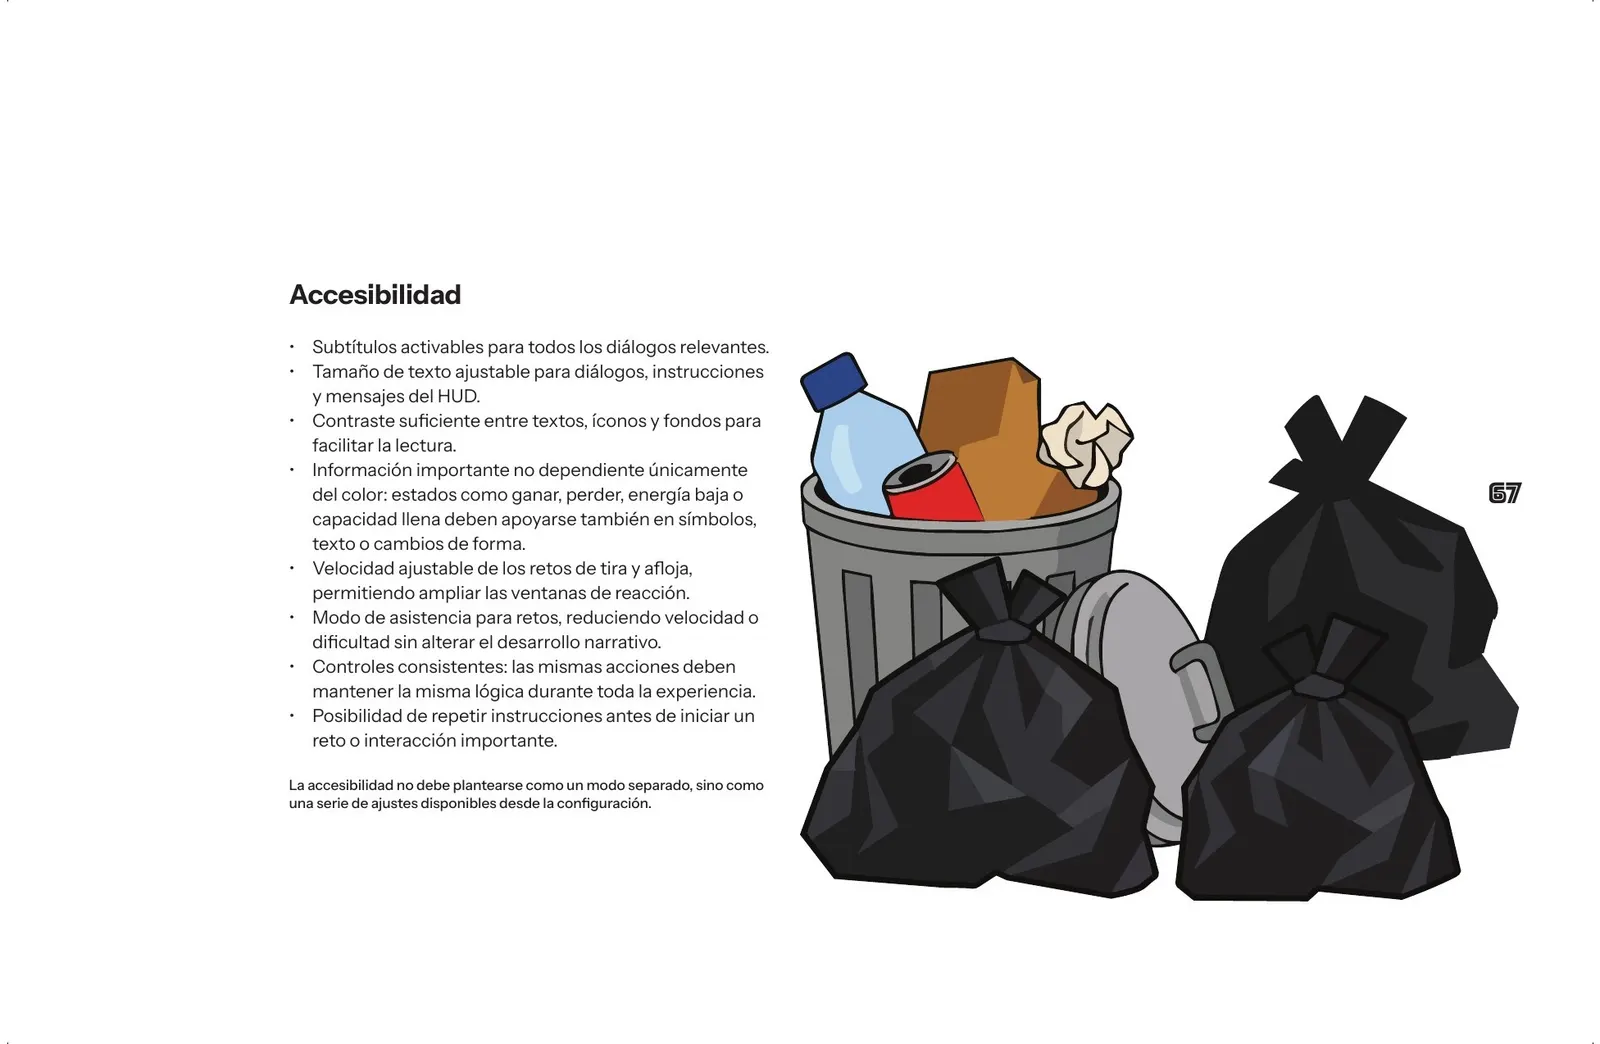 Accesibilidad
• Subtítulos activables para todos los diálogos relevantes.
• Tamaño de texto ajustable para diálogos, instrucciones
y mensajes del HUD.
• Contraste suficiente entre textos, íconos y fondos para
facilitar la lectura.
• Información importante no dependiente únicamente
del color: estados como ganar, perder, energía baja o
capacidad llena deben apoyarse también en símbolos,
texto o cambios de forma.
• Velocidad ajustable de los retos de tira y afloja,
permitiendo ampliar las ventanas de reacción.
• Modo de asistencia para retos, reduciendo velocidad o
dificultad sin alterar el desarrollo narrativo.
• Controles consistentes: las mismas acciones deben
mantener la misma lógica durante toda la experiencia.
• Posibilidad de repetir instrucciones antes de iniciar un
reto o interacción importante.
La accesibilidad no debe plantearse como un modo separado, sino como
una serie de ajustes disponibles desde la configuración.
67